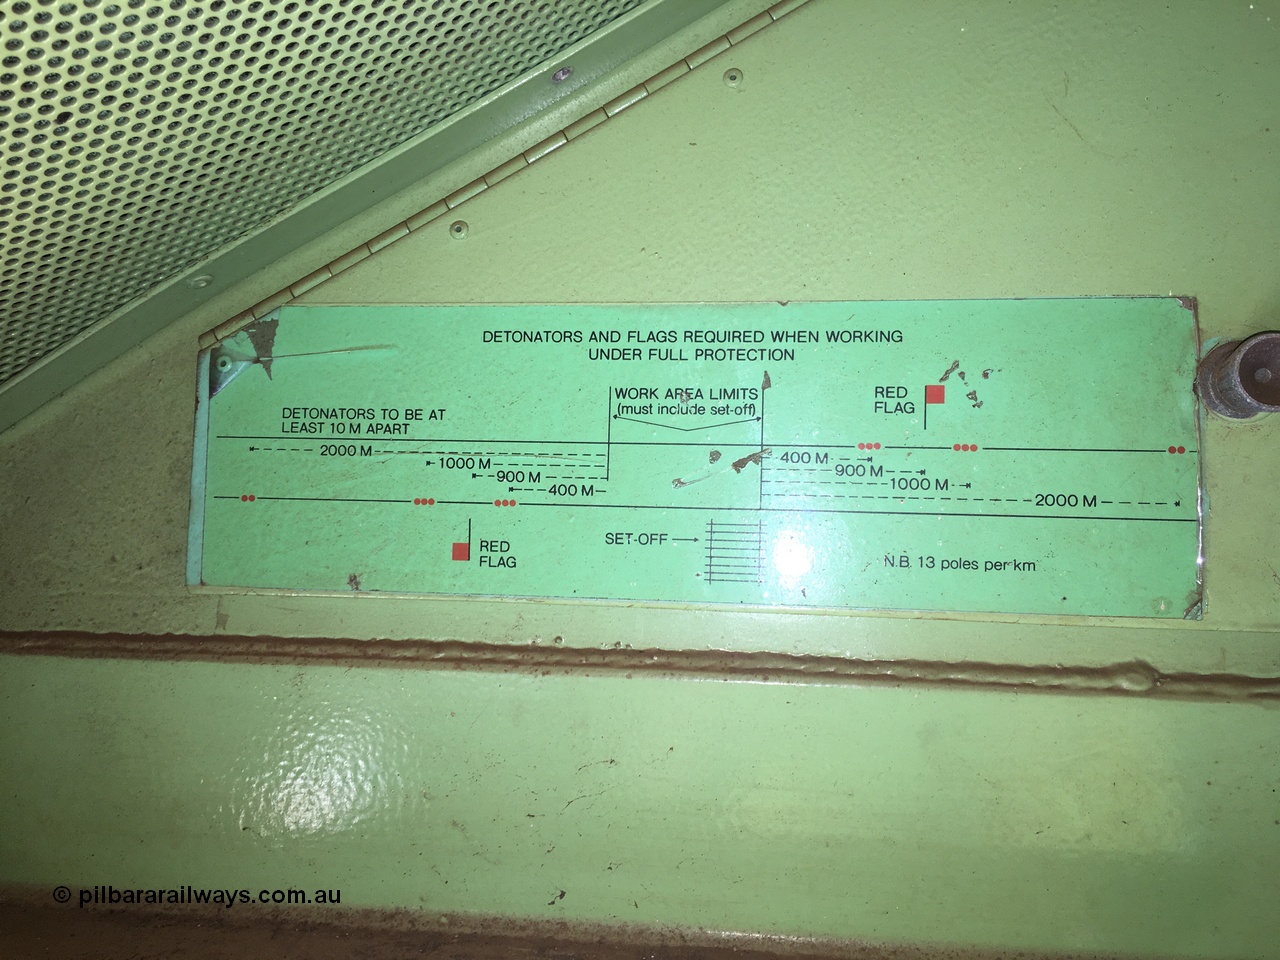 DETONATORS AND FLAGS REQUIRED WHEN WORKING
UNDER FULL PROTECTION
WORK AREA LIMITS
(must include set-off)
RED
FLAG
DETONATORS TO BE AT
LEAST 10 M APART
2000 M
1000 M
900 M
400 M
400 M
900 M
1000 M
2000 M
RED
FLAG
SET-OFF
N.B. 13 poles per km
© pilbararailways.com.au